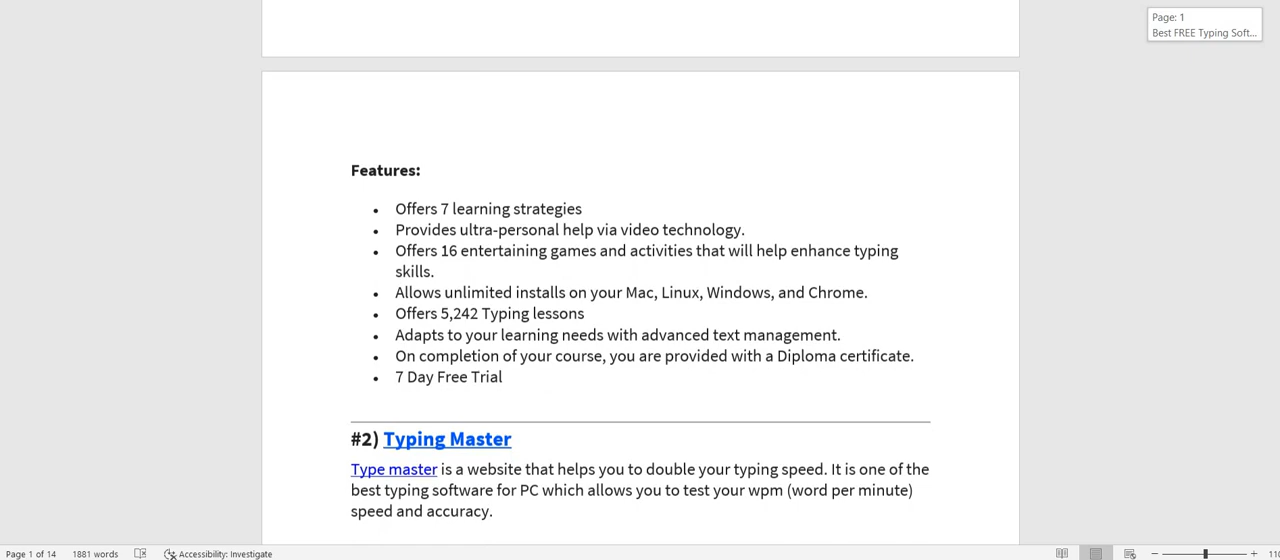 Page: 1
Best FREE Typing Soft...
Features:
• Offers 7 learning strategies
• Provides ultra-personal help via video technology.
• Offers 16 entertaining games and activities that will help enhance typing
skills.
• Allows unlimited installs on your Mac, Linux, Windows, and Chrome.
• Offers 5,242 Typing lessons
• Adapts to your learning needs with advanced text management.
• On completion of your course, you are provided with a Diploma certificate.
• 7 Day Free Trial
#2) Typing Master
Type master is a website that helps you to double your typing speed. It is one of the
best typing software for PC which allows you to test your wpm (word per minute)
speed and accuracy.
Page 1 of 14 1881 words Accessibility: Investigate − + 110